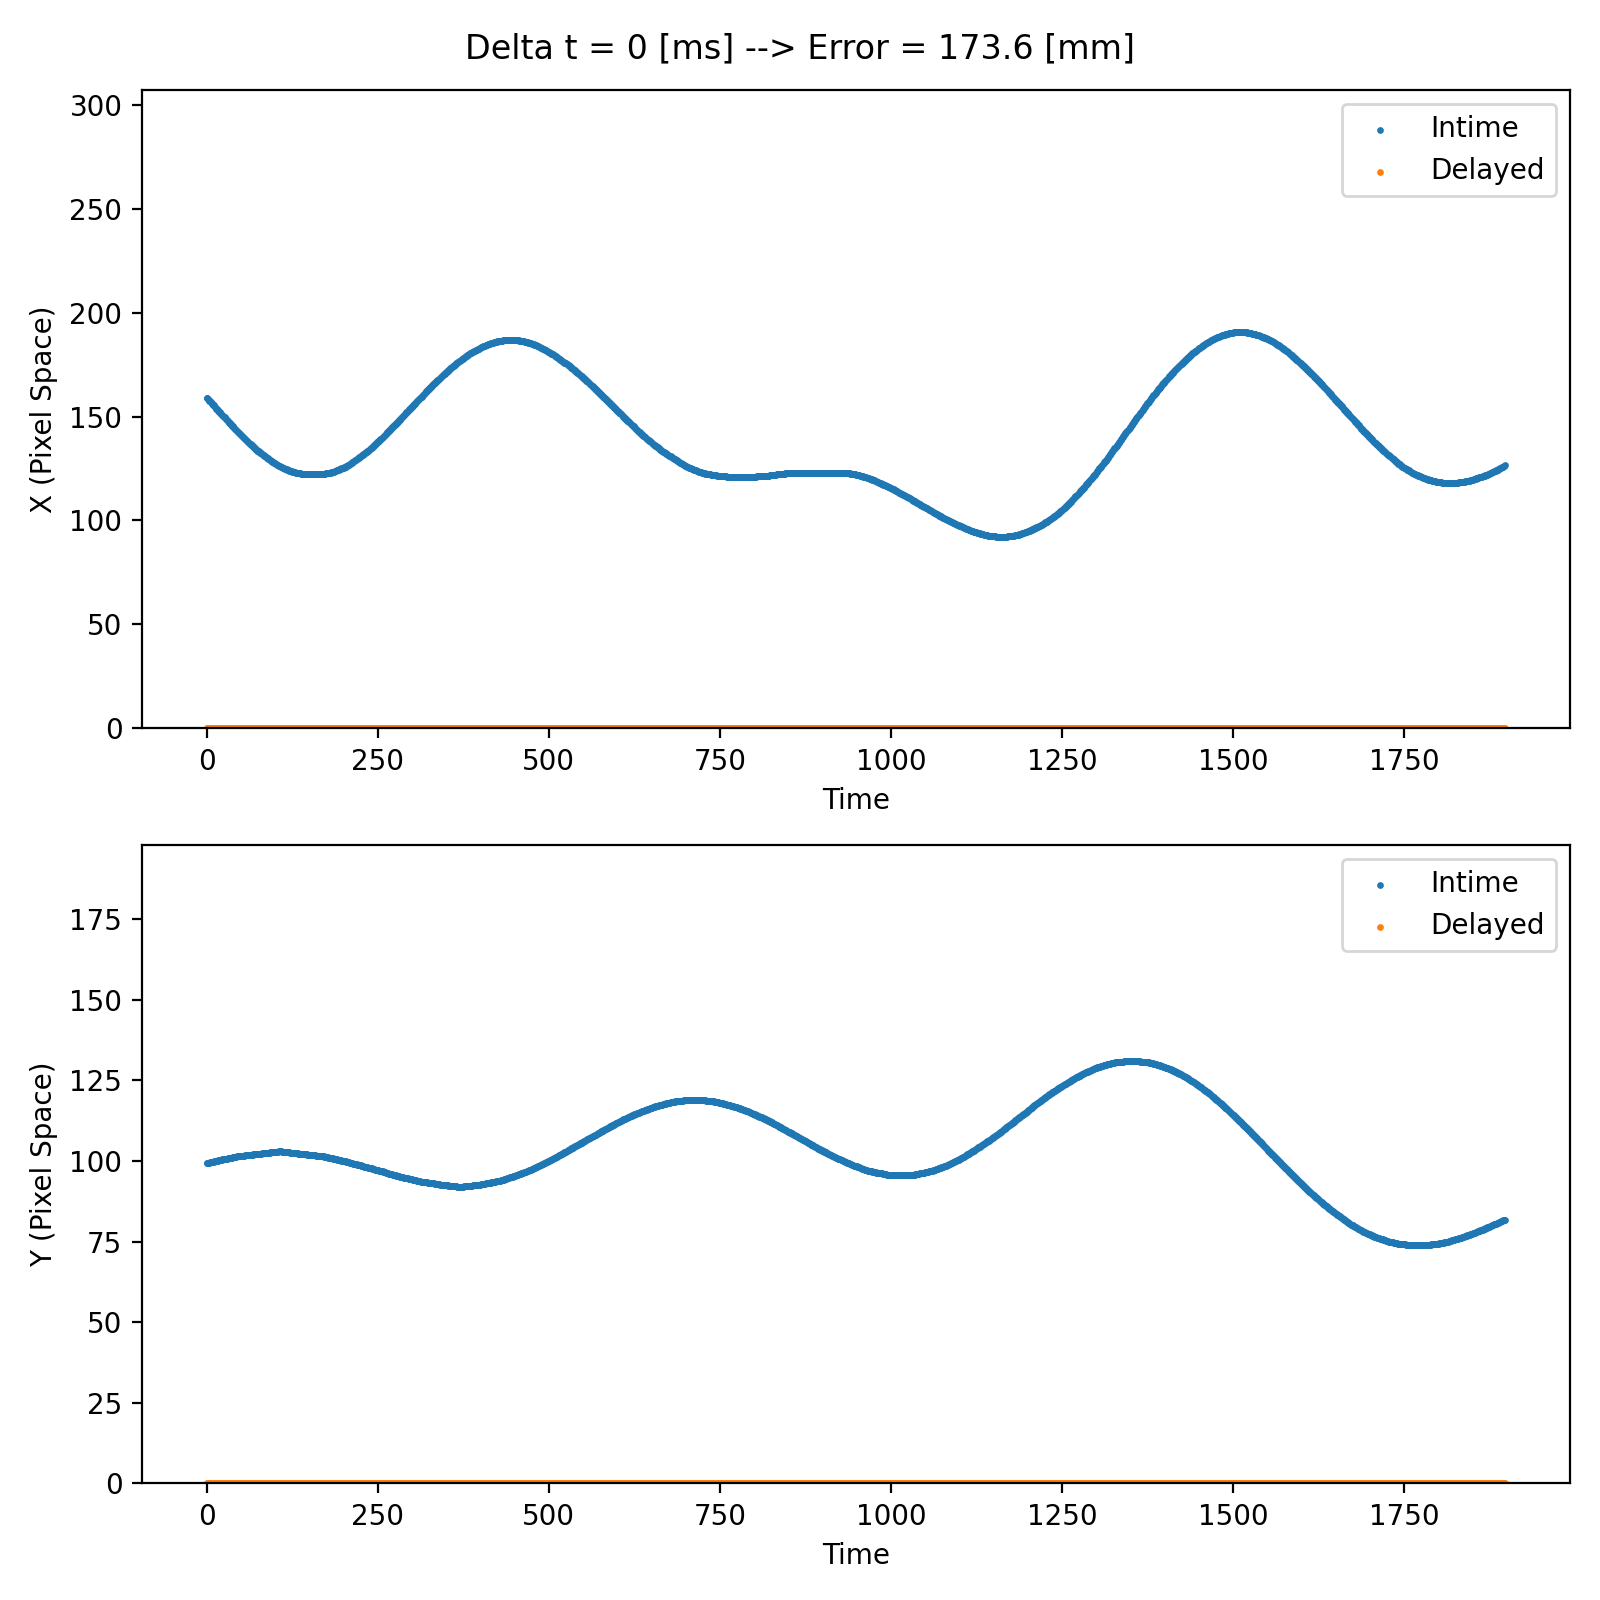 Delta t = 0 [ms] --> Error = 173.6 [mm]
300
250
200
150
100
50
0
X (Pixel Space)
Intime
Delayed
0 250 500 750 1000 1250 1500 1750
Time
175
150
125
100
75
50
25
0
Y (Pixel Space)
Intime
Delayed
0 250 500 750 1000 1250 1500 1750
Time